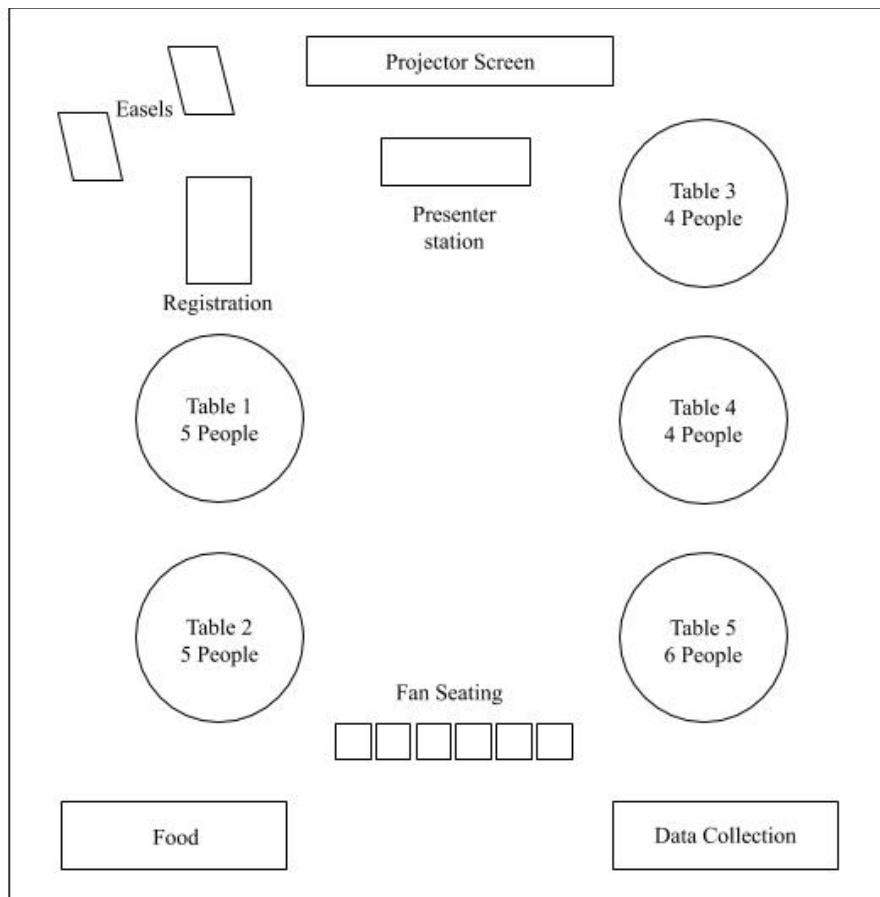 Projector Screen
Easels
Presenter
station
Table 3
4 People
Registration
Table 1
5 People
Table 4
4 People
Table 2
5 People
Table 5
6 People
Fan Seating
Food
Data Collection